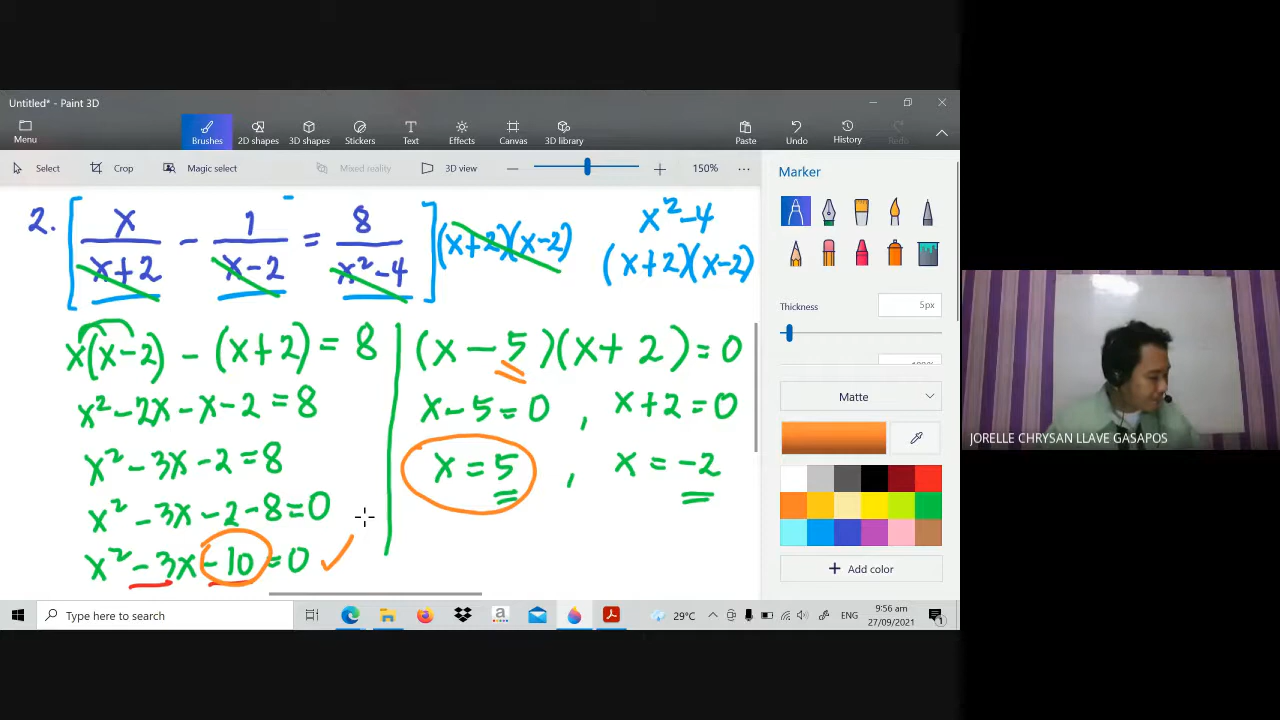 Untitled* - Paint 3D
Menu
Brushes
2D shapes
3D shapes
Stickers
Text
Effects
Canvas
3D library
Paste
Undo
History
Redo
Select
Crop
Magic select
Mixed reality
3D view
150%
Marker
Thickness
5px
Matte
Add color
2. [x/(x+2) - 1/(x-2) = 8/(x²-4)](x+2)(x-2)
x²-4
(x+2)(x-2)
x(x-2) - (x+2) = 8
x² -2x -x -2 = 8
x² -3x -2 = 8
x² -3x -2 -8 = 0
x² -3x -10 = 0 ✓
(x - 5)(x + 2) = 0
x-5=0 , x+2=0
x = 5 , x = -2
JORELLE CHRYSAN LLAVE GASAPOS
Type here to search
29°C
ENG
9:56 am
27/09/2021